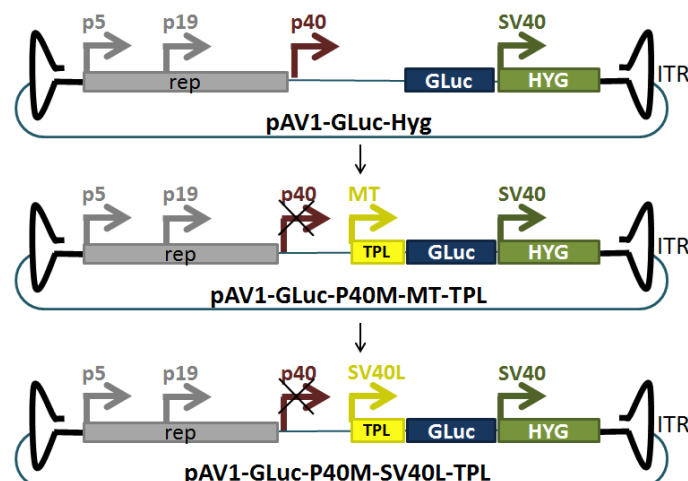 p5 p19 p40 SV40
rep GLuc HYG ITR
pAV1-GLuc-Hyg
p5 p19 p40 MT SV40
rep TPL GLuc HYG ITR
pAV1-GLuc-P40M-MT-TPL
p5 p19 p40 SV40L SV40
rep TPL GLuc HYG ITR
pAV1-GLuc-P40M-SV40L-TPL